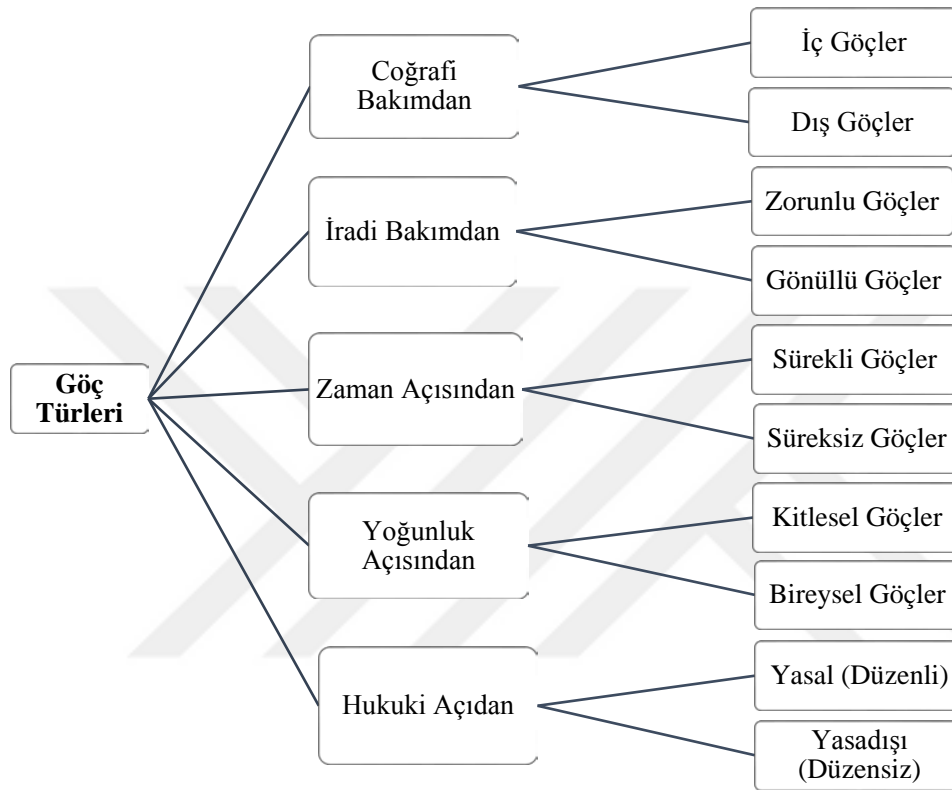 Göç
Türleri
Coğrafi
Bakımdan
İç Göçler
Dış Göçler
İradi Bakımdan
Zorunlu Göçler
Gönüllü Göçler
Zaman Açısından
Sürekli Göçler
Süreksiz Göçler
Yoğunluk
Açısından
Kitlesel Göçler
Bireysel Göçler
Hukuki Açıdan
Yasal (Düzenli)
Yasadışı
(Düzensiz)